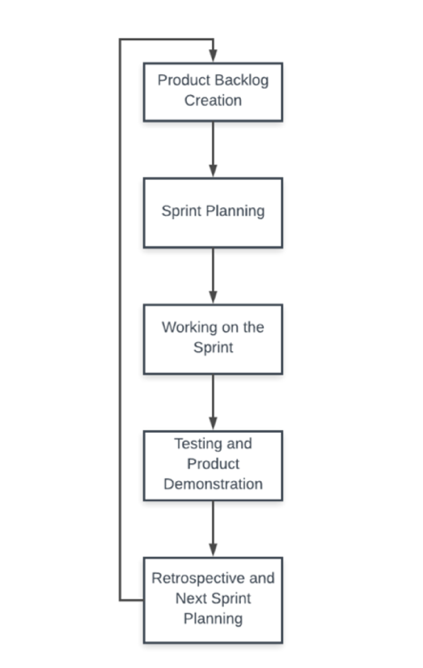 Product Backlog
Creation
Sprint Planning
Working on the
Sprint
Testing and
Product
Demonstration
Retrospective and
Next Sprint
Planning